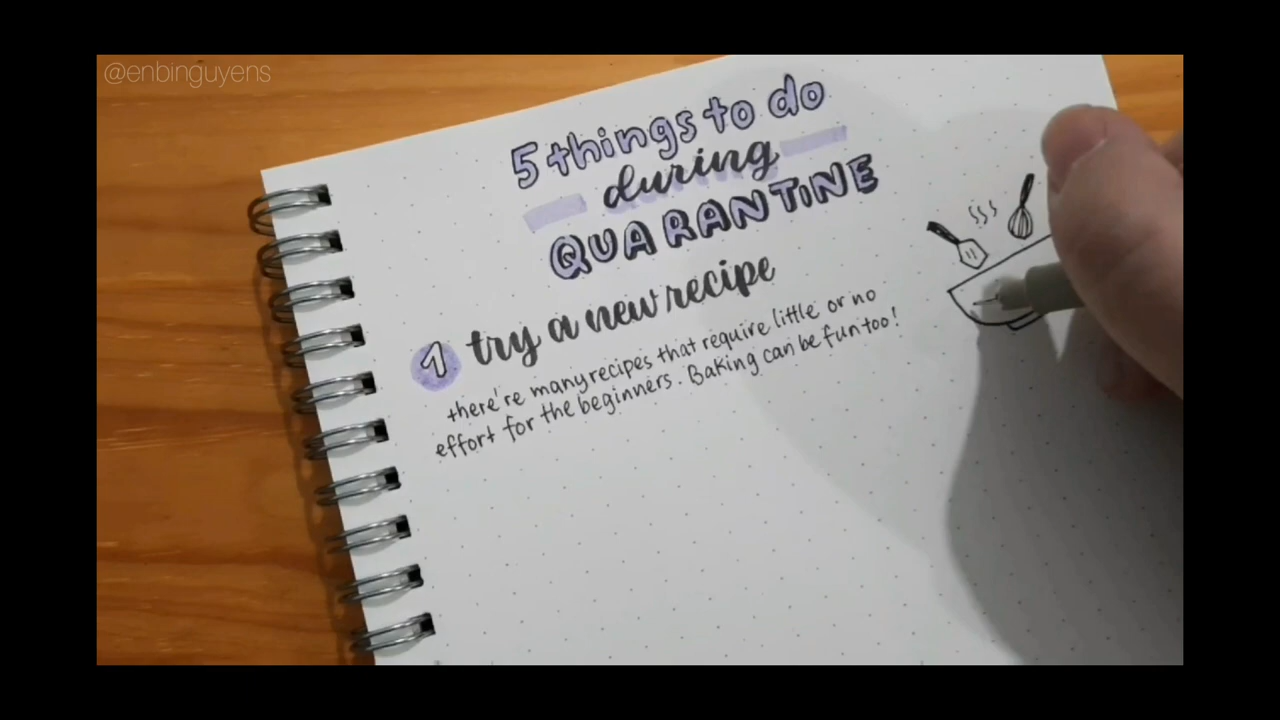 @enbinguyens
5 things to do
during
QUARANTINE
1 try a new recipe
there're many recipes that require little or no
effort for the beginners. Baking can be fun too!